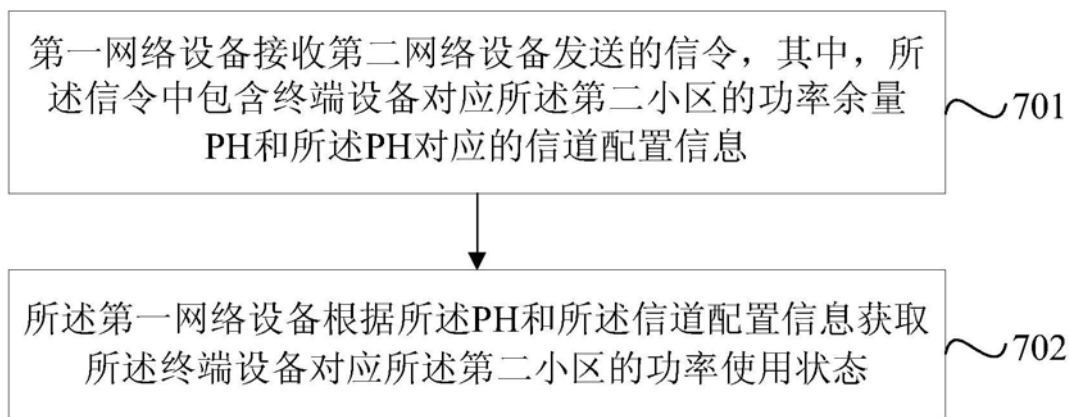 第一网络设备接收第二网络设备发送的信令，其中，所
述信令中包含终端设备对应所述第二小区的功率余量
PH和所述PH对应的信道配置信息
701
所述第一网络设备根据所述PH和所述信道配置信息获取
所述终端设备对应所述第二小区的功率使用状态
702